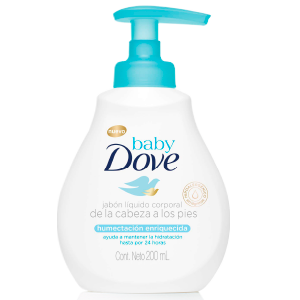 nuevo
baby
Dove
jabón líquido corporal
de la cabeza a los pies
humectación enriquecida
ayuda a mantener la hidratación
hasta por 24 horas
Cont. Neto 200 mL